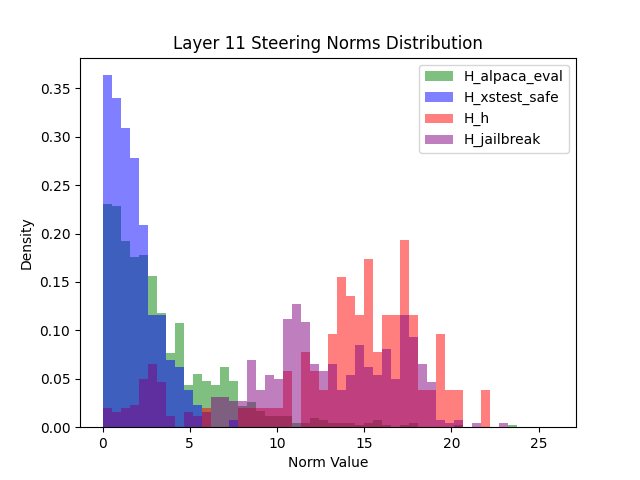 Layer 11 Steering Norms Distribution
H_alpaca_eval
H_xstest_safe
H_h
H_jailbreak
0.35
0.30
0.25
0.20
0.15
0.10
0.05
0.00
Density
0 5 10 15 20 25
Norm Value